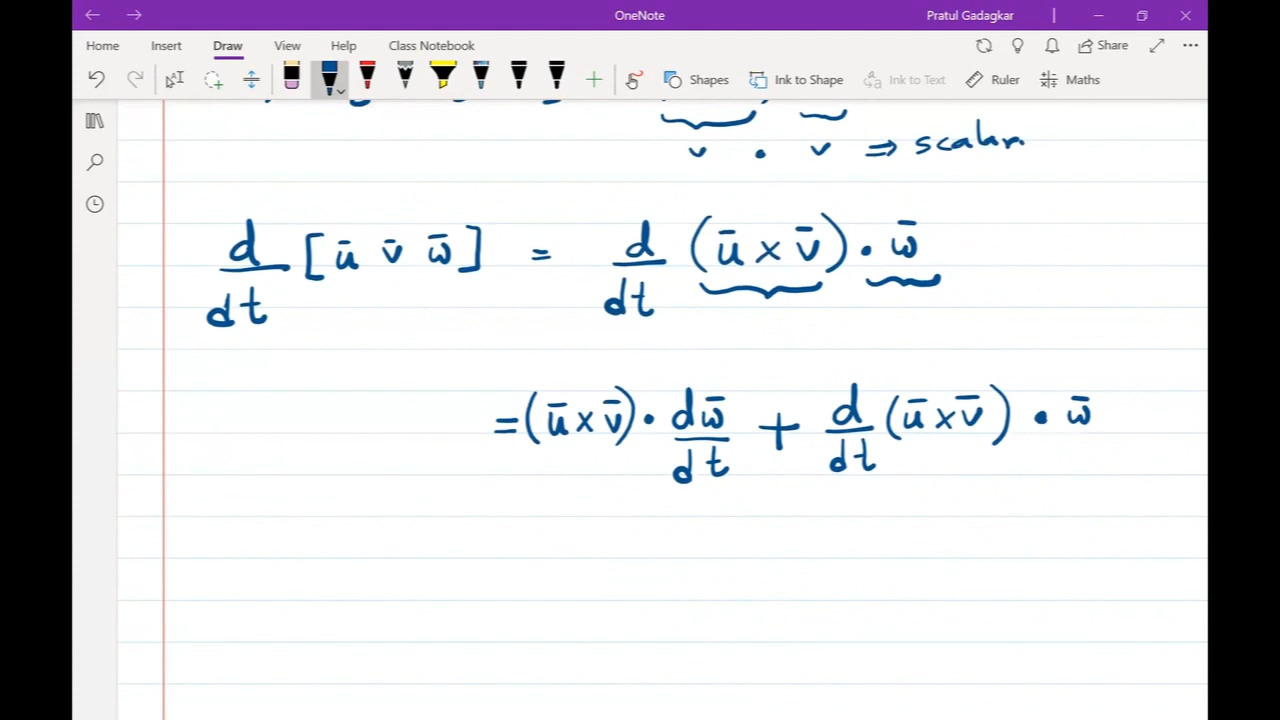 OneNote
Pratul Gadagkar
Home Insert Draw View Help Class Notebook
Share
Shapes Ink to Shape Ink to Text Ruler Maths
v · v ⇒ scalar.
d/dt [ū v̄ w̄] = d/dt (ū × v̄) · w̄
= (ū × v̄) · dw̄/dt + d/dt (ū × v̄) · w̄